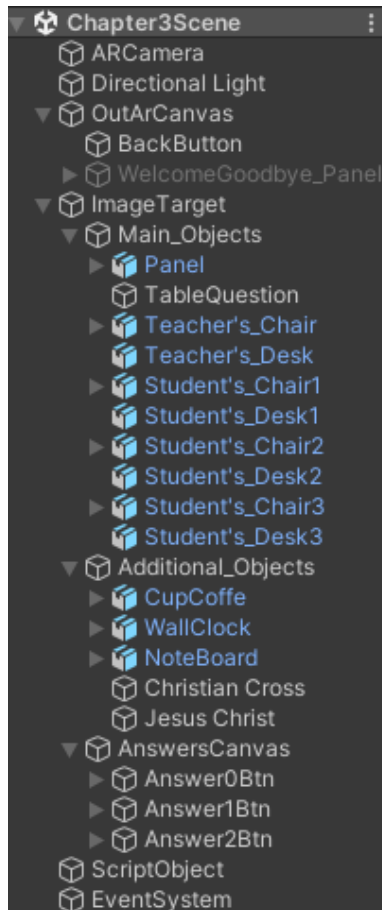 Chapter3Scene
ARCamera
Directional Light
OutArCanvas
BackButton
WelcomeGoodbye_Panel
ImageTarget
Main_Objects
Panel
TableQuestion
Teacher's_Chair
Teacher's_Desk
Student's_Chair1
Student's_Desk1
Student's_Chair2
Student's_Desk2
Student's_Chair3
Student's_Desk3
Additional_Objects
CupCoffe
WallClock
NoteBoard
Christian Cross
Jesus Christ
AnswersCanvas
Answer0Btn
Answer1Btn
Answer2Btn
ScriptObject
EventSystem